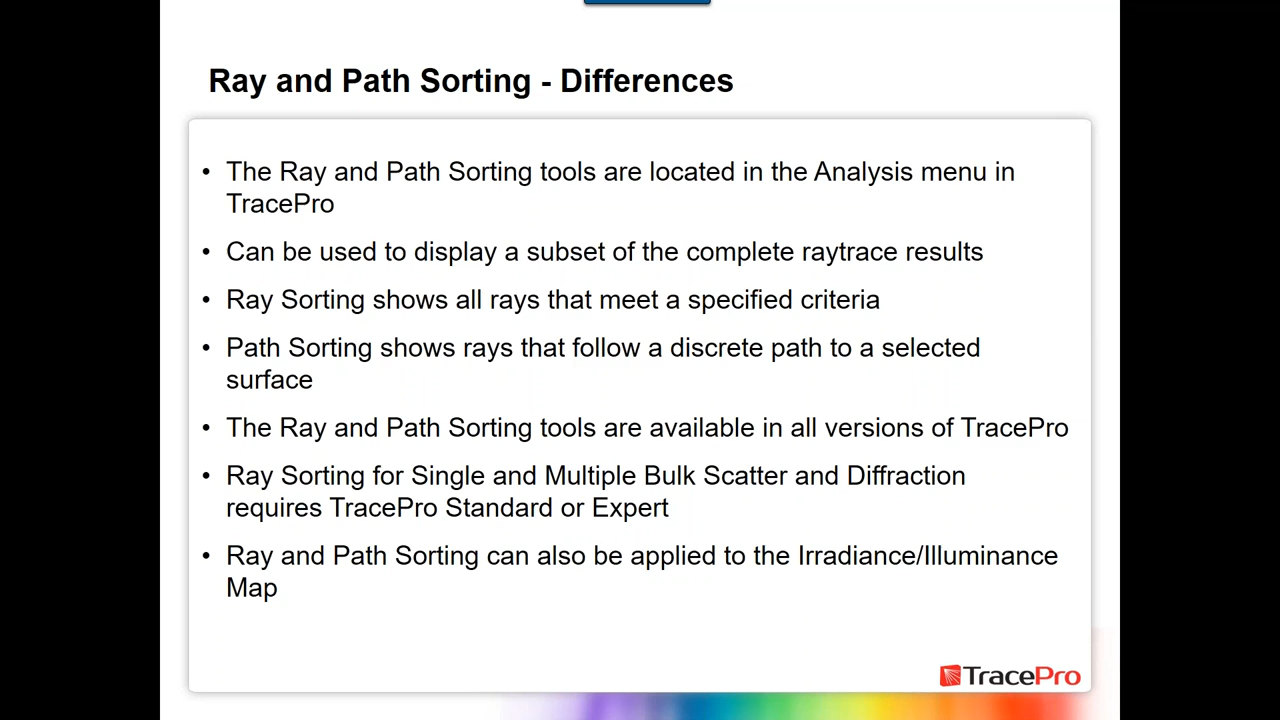 Ray and Path Sorting - Differences
• The Ray and Path Sorting tools are located in the Analysis menu in
TracePro
• Can be used to display a subset of the complete raytrace results
• Ray Sorting shows all rays that meet a specified criteria
• Path Sorting shows rays that follow a discrete path to a selected
surface
• The Ray and Path Sorting tools are available in all versions of TracePro
• Ray Sorting for Single and Multiple Bulk Scatter and Diffraction
requires TracePro Standard or Expert
• Ray and Path Sorting can also be applied to the Irradiance/Illuminance
Map
TracePro